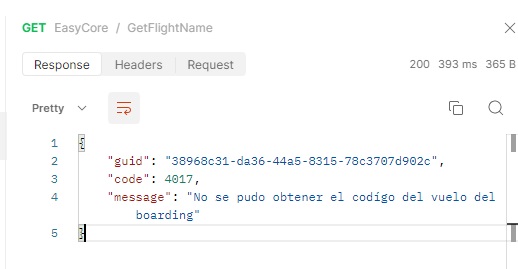 GET EasyCore / GetFlightName
Response Headers Request 200 393 ms 365 B
Pretty
1 {
2 "guid": "38968c31-da36-44a5-8315-78c3707d902c",
3 "code": 4017,
4 "message": "No se pudo obtener el codígo del vuelo del
boarding"
5 }